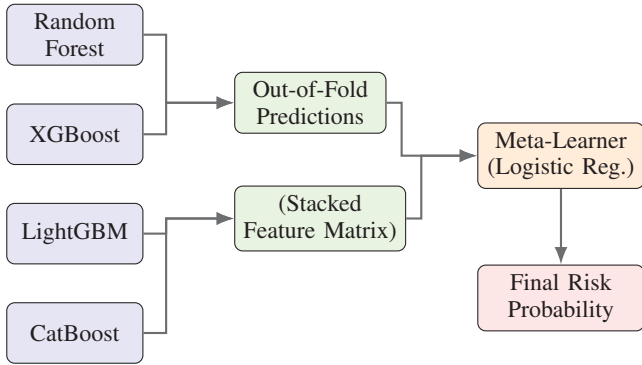 Random
Forest
XGBoost
LightGBM
CatBoost
Out-of-Fold
Predictions
(Stacked
Feature Matrix)
Meta-Learner
(Logistic Reg.)
Final Risk
Probability